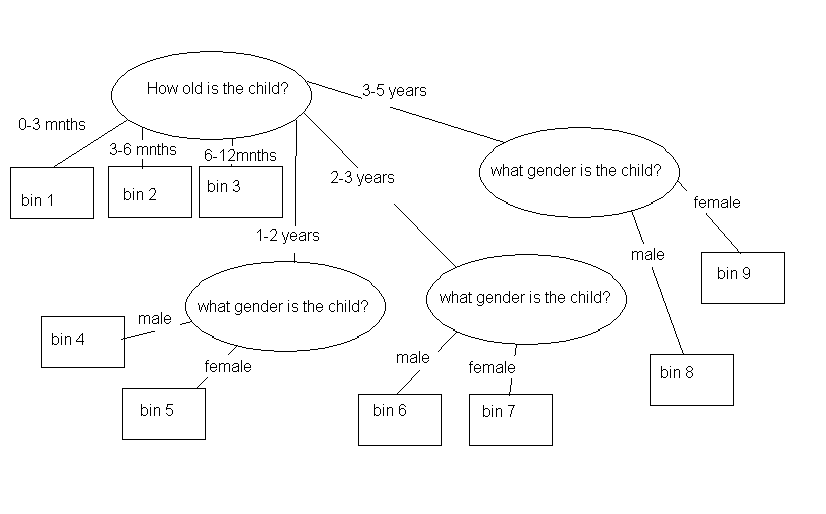 How old is the child?
3-5 years
0-3 mnths
3-6 mnths
6-12mnths
2-3 years
what gender is the child?
bin 1
bin 2
bin 3
female
1-2 years
male
bin 9
what gender is the child?
what gender is the child?
male
bin 4
female
male
female
bin 8
bin 5
bin 6
bin 7